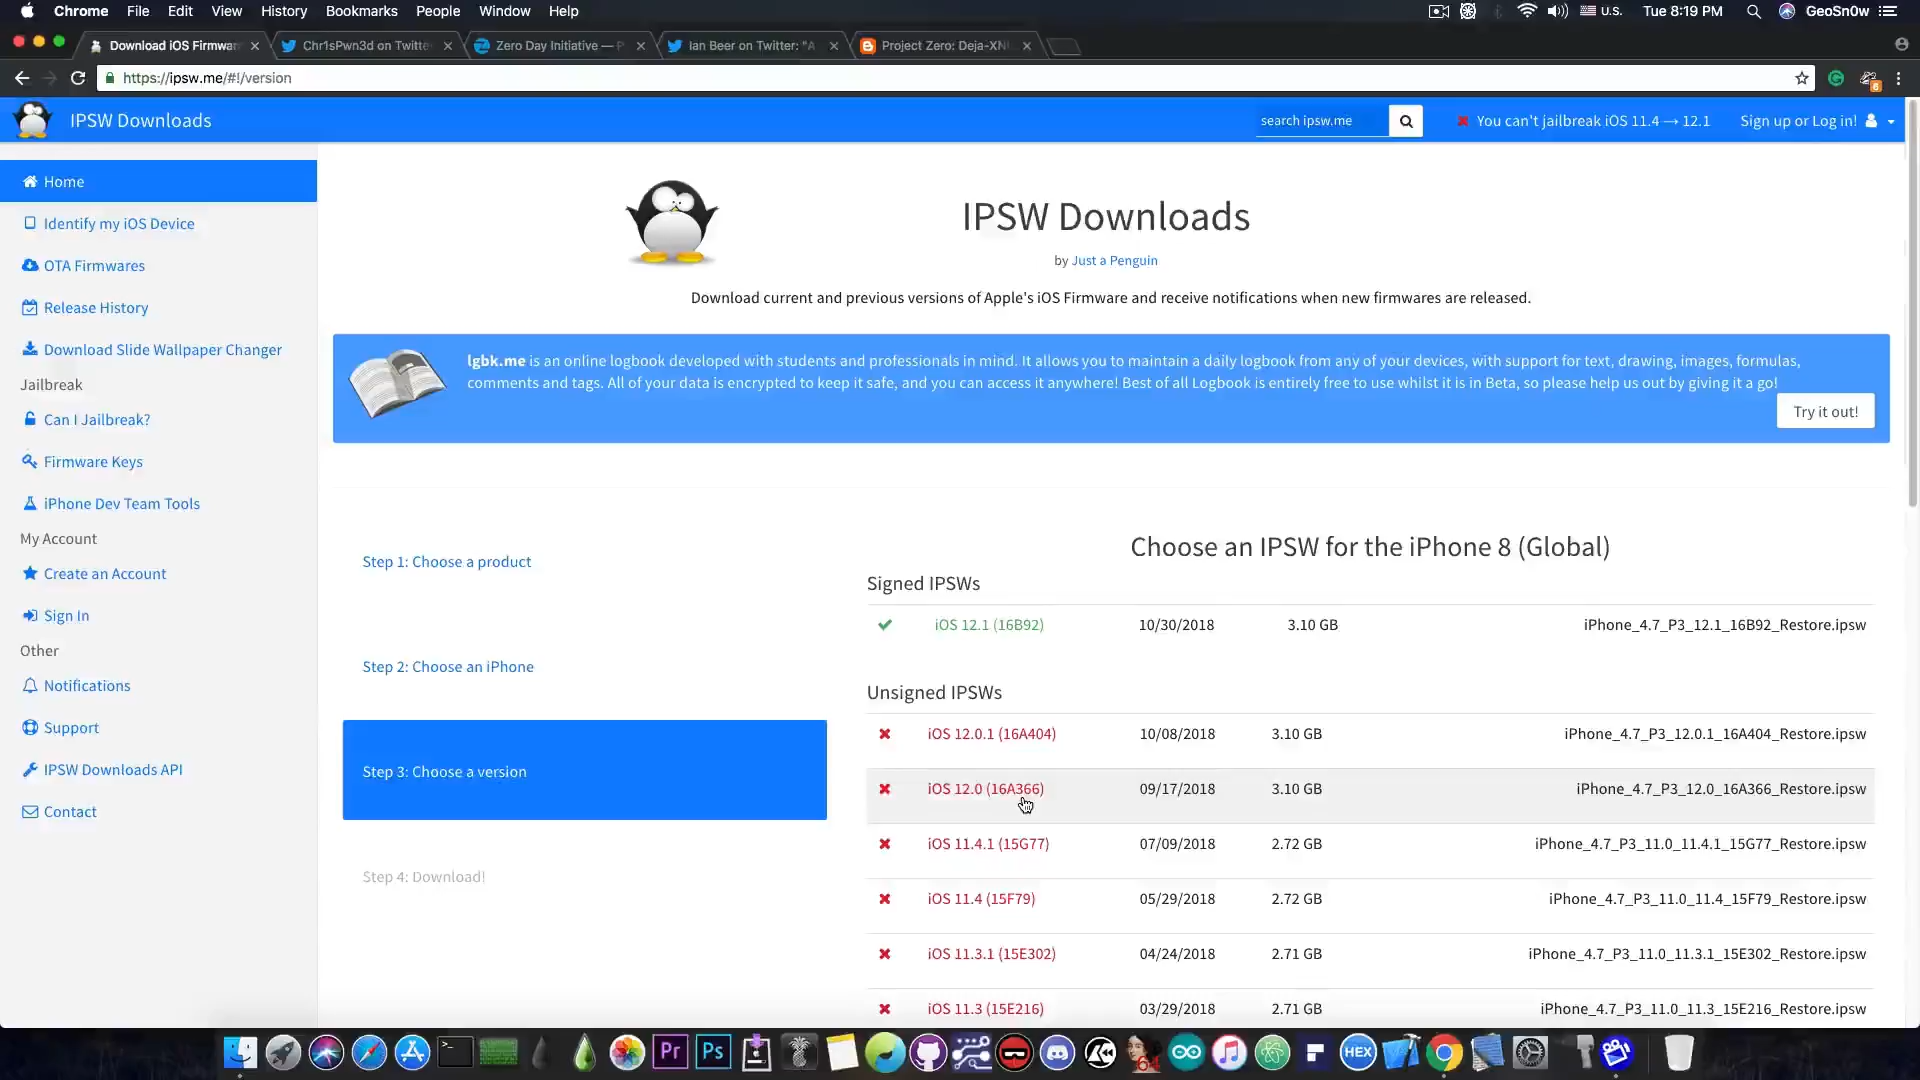 Chrome File Edit View History Bookmarks People Window Help
U.S. Tue 8:19 PM GeoSn0w
Download iOS Firmwar
Chr1sPwn3d on Twitte
Zero Day Initiative — P
Ian Beer on Twitter: "A
Project Zero: Deja-XN
https://ipsw.me/#!/version
6
IPSW Downloads
search ipsw.me
You can't jailbreak iOS 11.4 → 12.1
Sign up or Log in!
Home
Identify my iOS Device
OTA Firmwares
Release History
Download Slide Wallpaper Changer
Jailbreak
Can I Jailbreak?
Firmware Keys
iPhone Dev Team Tools
My Account
Create an Account
Sign In
Other
Notifications
Support
IPSW Downloads API
Contact
IPSW Downloads
by Just a Penguin
Download current and previous versions of Apple's iOS Firmware and receive notifications when new firmwares are released.
lgbk.me is an online logbook developed with students and professionals in mind. It allows you to maintain a daily logbook from any of your devices, with support for text, drawing, images, formulas,
comments and tags. All of your data is encrypted to keep it safe, and you can access it anywhere! Best of all Logbook is entirely free to use whilst it is in Beta, so please help us out by giving it a go!
Try it out!
Step 1: Choose a product
Step 2: Choose an iPhone
Step 3: Choose a version
Step 4: Download!
Choose an IPSW for the iPhone 8 (Global)
Signed IPSWs
iOS 12.1 (16B92) 10/30/2018 3.10 GB iPhone_4.7_P3_12.1_16B92_Restore.ipsw
Unsigned IPSWs
iOS 12.0.1 (16A404) 10/08/2018 3.10 GB iPhone_4.7_P3_12.0.1_16A404_Restore.ipsw
iOS 12.0 (16A366) 09/17/2018 3.10 GB iPhone_4.7_P3_12.0_16A366_Restore.ipsw
iOS 11.4.1 (15G77) 07/09/2018 2.72 GB iPhone_4.7_P3_11.0_11.4.1_15G77_Restore.ipsw
iOS 11.4 (15F79) 05/29/2018 2.72 GB iPhone_4.7_P3_11.0_11.4_15F79_Restore.ipsw
iOS 11.3.1 (15E302) 04/24/2018 2.71 GB iPhone_4.7_P3_11.0_11.3.1_15E302_Restore.ipsw
iOS 11.3 (15E216) 03/29/2018 2.71 GB iPhone_4.7_P3_11.0_11.3_15E216_Restore.ipsw
Pr Ps 64 HEX